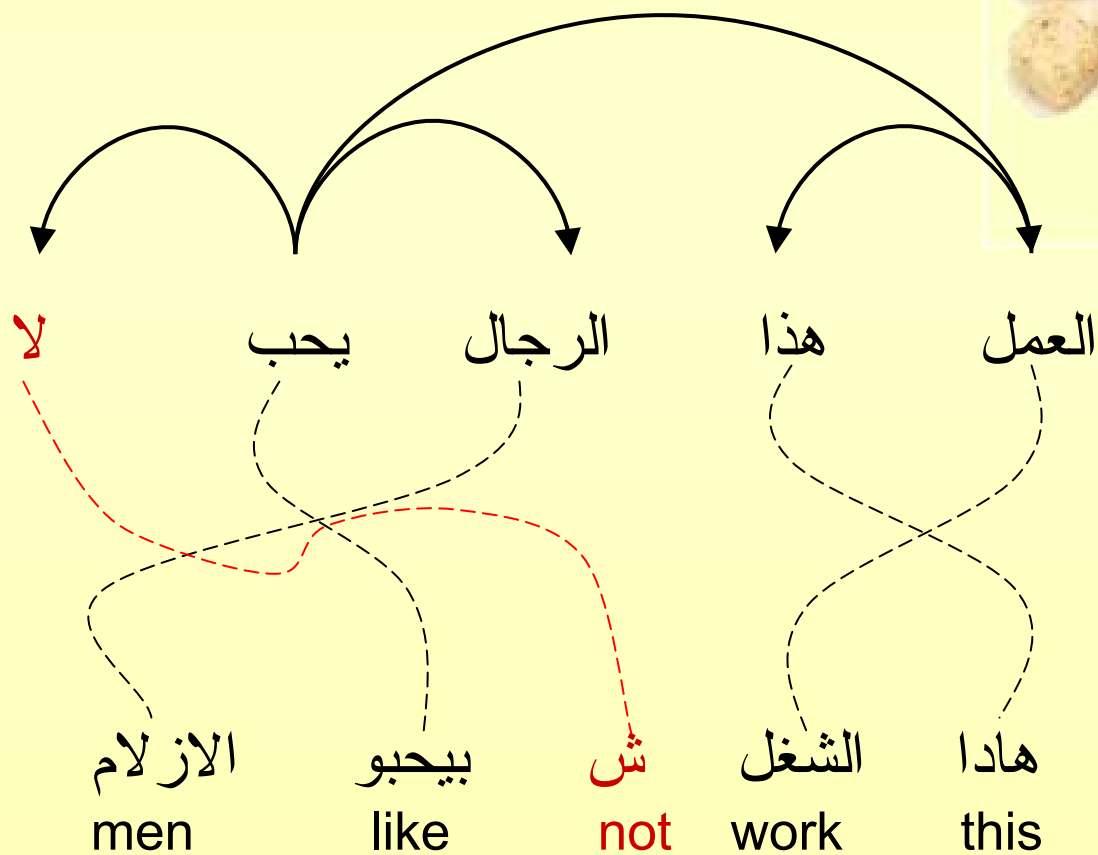 لا يحب الرجال هذا العمل
الازلام بيحبو ش الشغل هادا
men like not work this